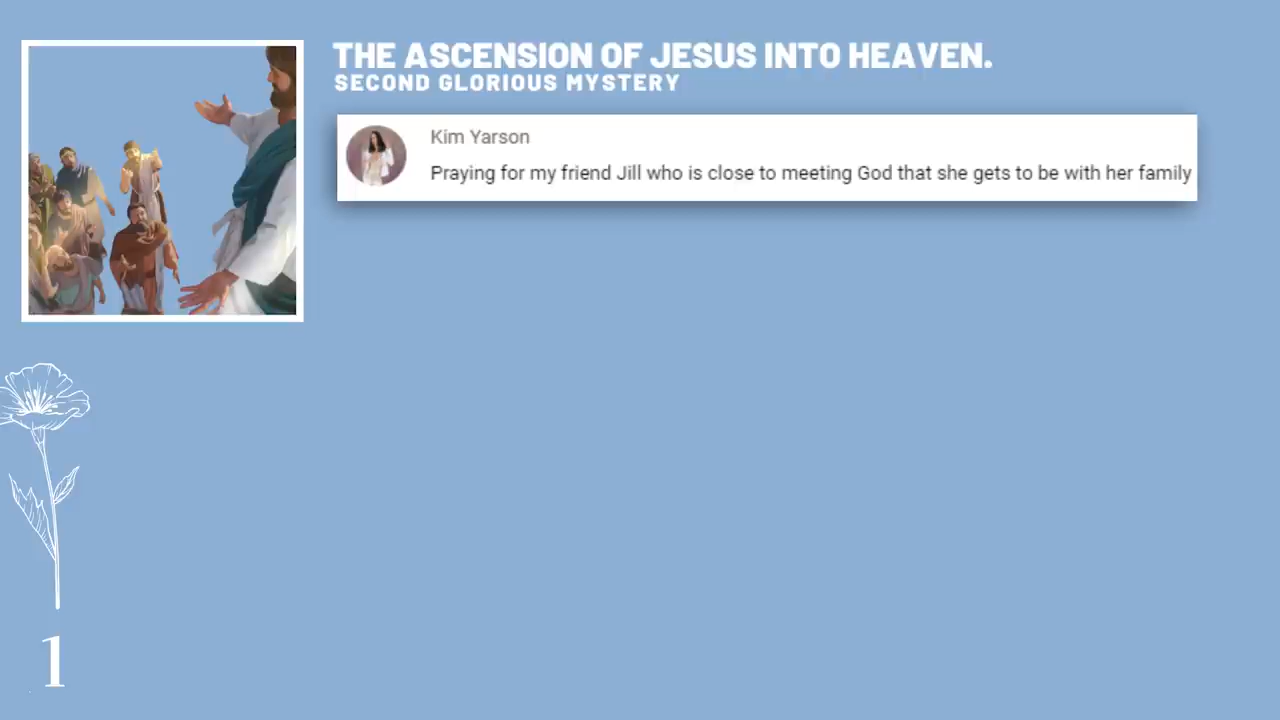 THE ASCENSION OF JESUS INTO HEAVEN.
SECOND GLORIOUS MYSTERY
Kim Yarson
Praying for my friend Jill who is close to meeting God that she gets to be with her family
1